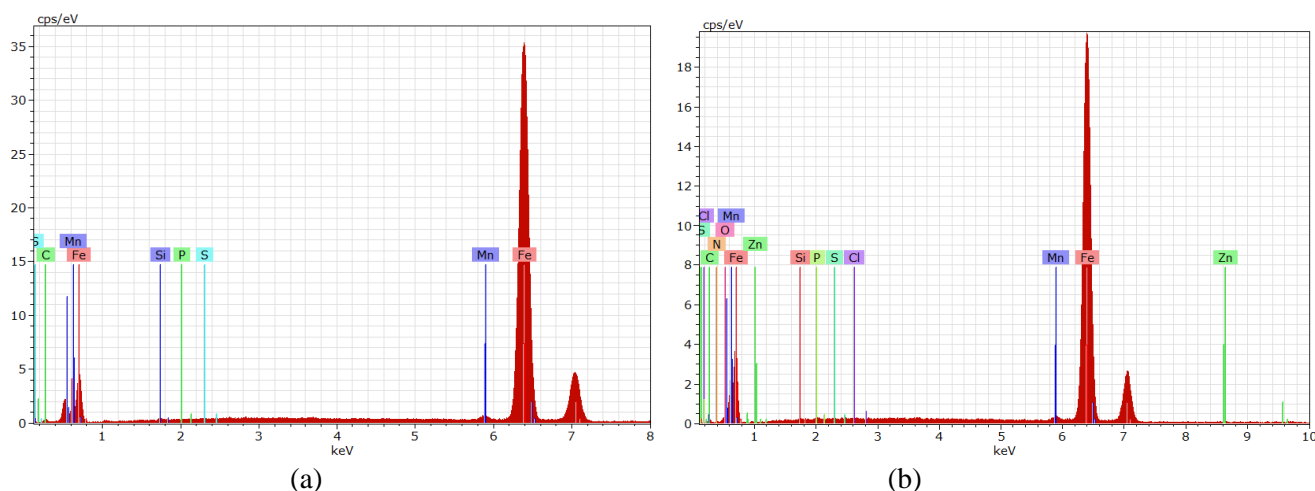 cps/eV
35
30
25
20
15
10
5
0
S Mn
C Fe Si P S Mn Fe
1 2 3 4 5 6 7 8
keV
(a)
cps/eV
18
16
14
12
10
8
6
4
2
0
Cl Mn
S O
N Zn
C Fe Si P S Cl Mn Fe Zn
1 2 3 4 5 6 7 8 9 10
keV
(b)